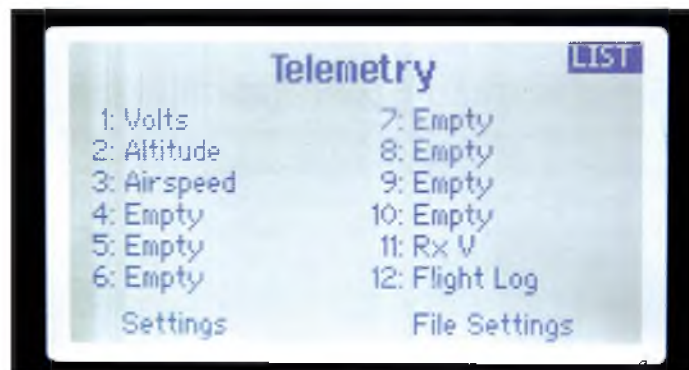 Telemetry
LIST
1: Volts
2: Altitude
3: Airspeed
4: Empty
5: Empty
6: Empty
7: Empty
8: Empty
9: Empty
10: Empty
11: Rx V
12: Flight Log
Settings
File Settings